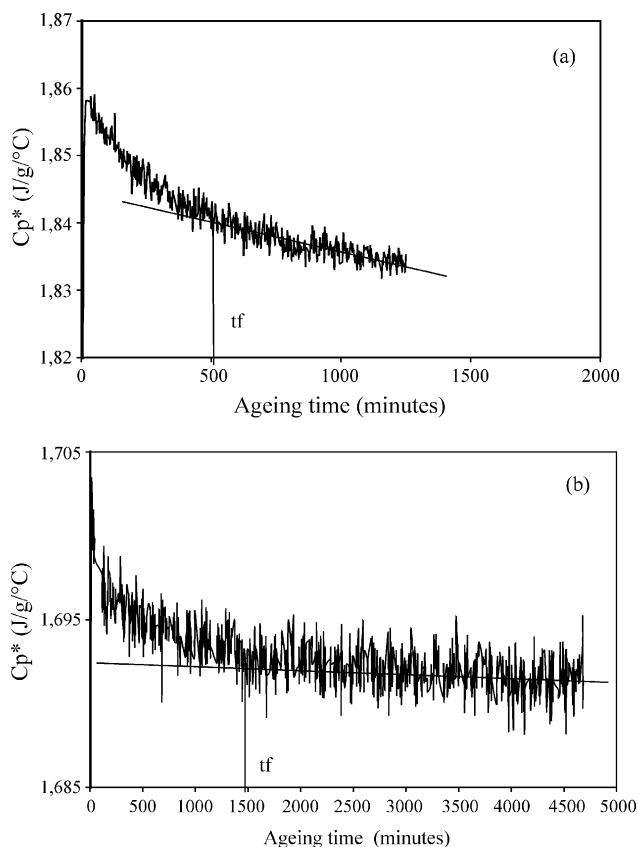 1,87
(a)
1,86
1,85
Cp* (J/g/°C)
1,84
1,83
tf
1,82
0 500 1000 1500 2000
Ageing time (minutes)
1,705
(b)
Cp* (J/g/°C)
1,695
tf
1,685
0 500 1000 1500 2000 2500 3000 3500 4000 4500 5000
Ageing time (minutes)